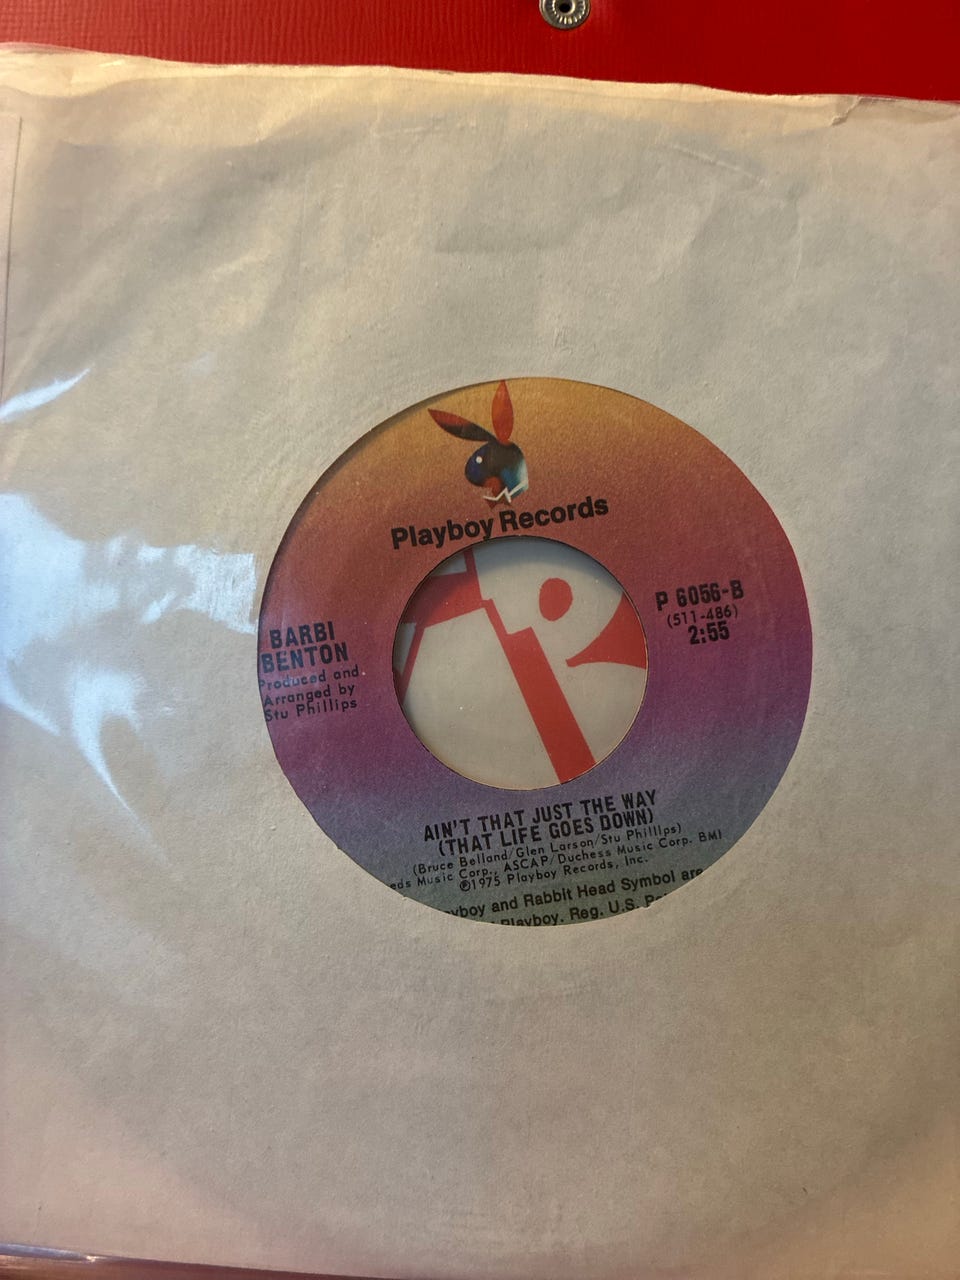 Playboy Records
P 6056-B
(511-486)
2:55
BARBI
BENTON
Produced and
Arranged by
Stu Phillips
AIN'T THAT JUST THE WAY
(THAT LIFE GOES DOWN)
(Bruce Belland/Glen Larson/Stu Phillips)
eds Music Corp., ASCAP/Duchess Music Corp. BMI
℗1975 Playboy Records, Inc.
yboy and Rabbit Head Symbol are
Playboy. Reg. U.S. P